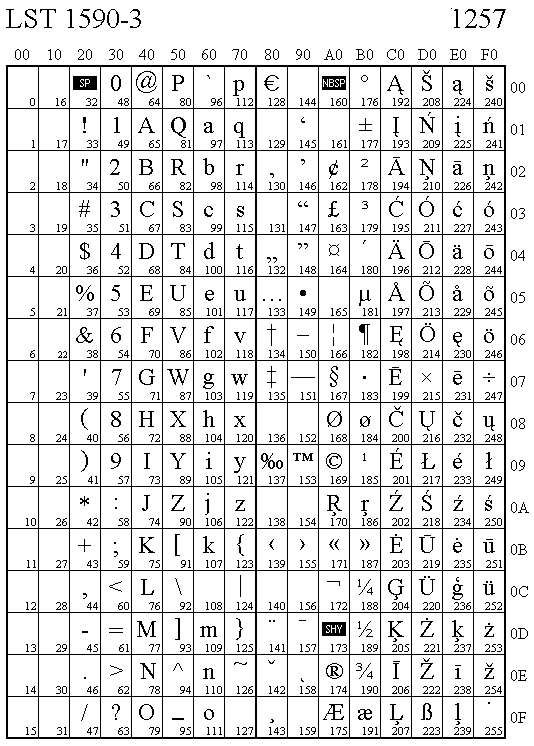 LST 1590-3 1257
00 10 20 30 40 50 60 70 80 90 A0 B0 C0 D0 E0 F0
SP 0 @ P ` p € NBSP ° Ą Š ą š 00
0 16 32 48 64 80 96 112 128 144 160 176 192 208 224 240
! 1 A Q a q ‘ ± Į Ń į ń 01
1 17 33 49 65 81 97 113 129 145 161 177 193 209 225 241
" 2 B R b r ‚ ’ ¢ ² Ā Ņ ā ņ 02
2 18 34 50 66 82 98 114 130 146 162 178 194 210 226 242
# 3 C S c s “ £ ³ Ć Ó ć ó 03
3 19 35 51 67 83 99 115 131 147 163 179 195 211 227 243
$ 4 D T d t „ ” ¤ ´ Ä Ō ä ō 04
4 20 36 52 68 84 100 116 132 148 164 180 196 212 228 244
% 5 E U e u … • µ Å Õ å õ 05
5 21 37 53 69 85 101 117 133 149 165 181 197 213 229 245
& 6 F V f v † – ¦ ¶ Ę Ö ę ö 06
6 22 38 54 70 86 102 118 134 150 166 182 198 214 230 246
' 7 G W g w ‡ — § · Ē × ē ÷ 07
7 23 39 55 71 87 103 119 135 151 167 183 199 215 231 247
( 8 H X h x Ø ø Č Ų č ų 08
8 24 40 56 72 88 104 120 136 152 168 184 200 216 232 248
) 9 I Y i y ‰ ™ © ¹ É Ł é ł 09
9 25 41 57 73 89 105 121 137 153 169 185 201 217 233 249
* : J Z j z Ŗ ŗ Ź Ś ź ś 0A
10 26 42 58 74 90 106 122 138 154 170 186 202 218 234 250
+ ; K [ k { ‹ › « » Ė Ū ė ū 0B
11 27 43 59 75 91 107 123 139 155 171 187 203 219 235 251
, < L \ l | ¬ ¼ Ģ Ü ģ ü 0C
12 28 44 60 76 92 108 124 140 156 172 188 204 220 236 252
- = M ] m } ¨ ¯ SHY ½ Ķ Ż ķ ż 0D
13 29 45 61 77 93 109 125 141 157 173 189 205 221 237 253
. > N ^ n ~ ˇ ˛ ® ¾ Ī Ž ī ž 0E
14 30 46 62 78 94 110 126 142 158 174 190 206 222 238 254
/ ? O _ o ¸ Æ æ Ļ ß ļ ˙ 0F
15 31 47 63 79 95 111 127 143 159 175 191 207 223 239 255